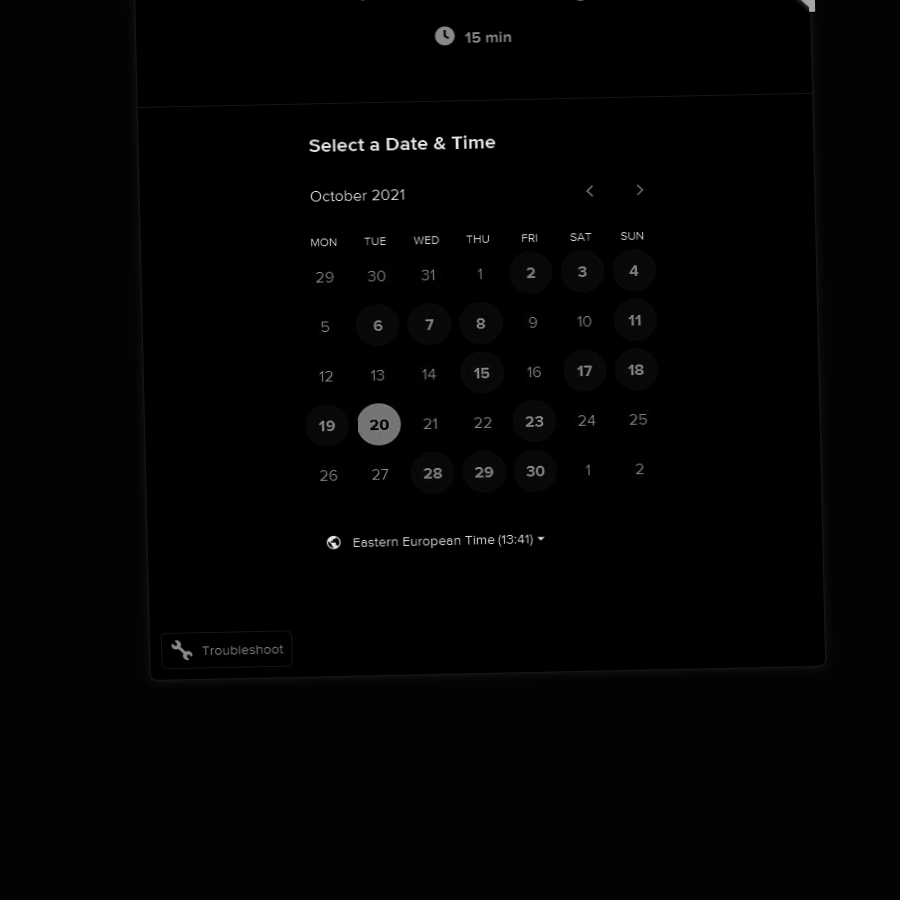 15 min
Select a Date & Time
October 2021
MON TUE WED THU FRI SAT SUN
29 30 31 1 2 3 4
5 6 7 8 9 10 11
12 13 14 15 16 17 18
19 20 21 22 23 24 25
26 27 28 29 30 1 2
Eastern European Time (13:41)
Troubleshoot